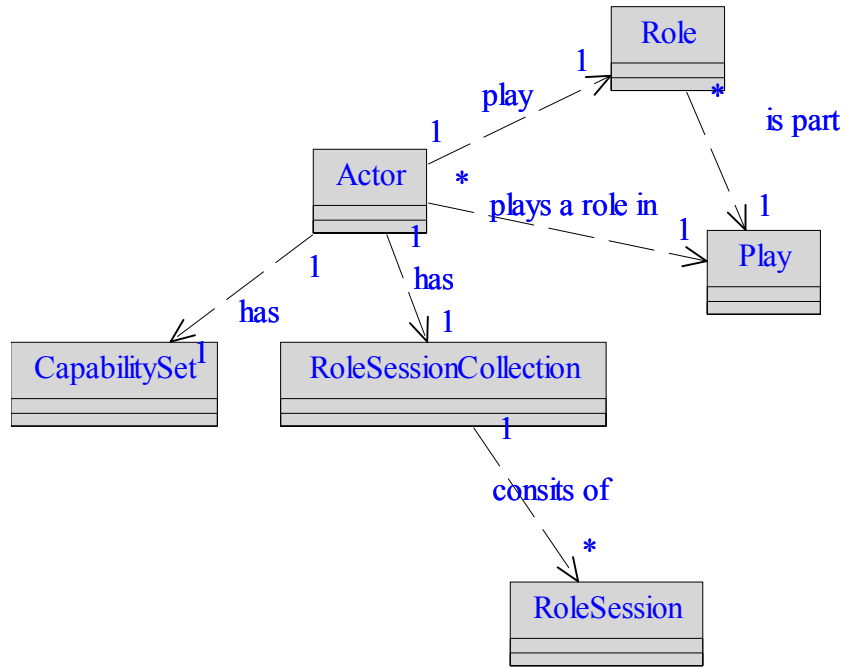 Role
1
play
*
is part
1
Actor
*
plays a role in
1
1
Play
1
1
has
has
1
1
CapabilitySet
RoleSessionCollection
1
consits of
*
RoleSession